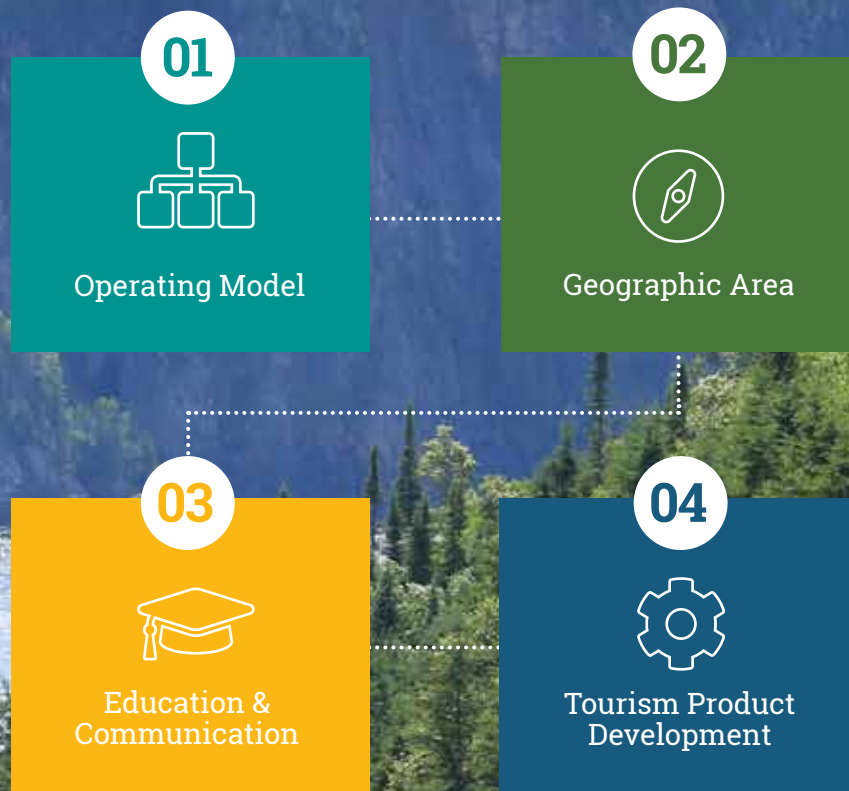 01
Operating Model
02
Geographic Area
03
Education &
Communication
04
Tourism Product
Development